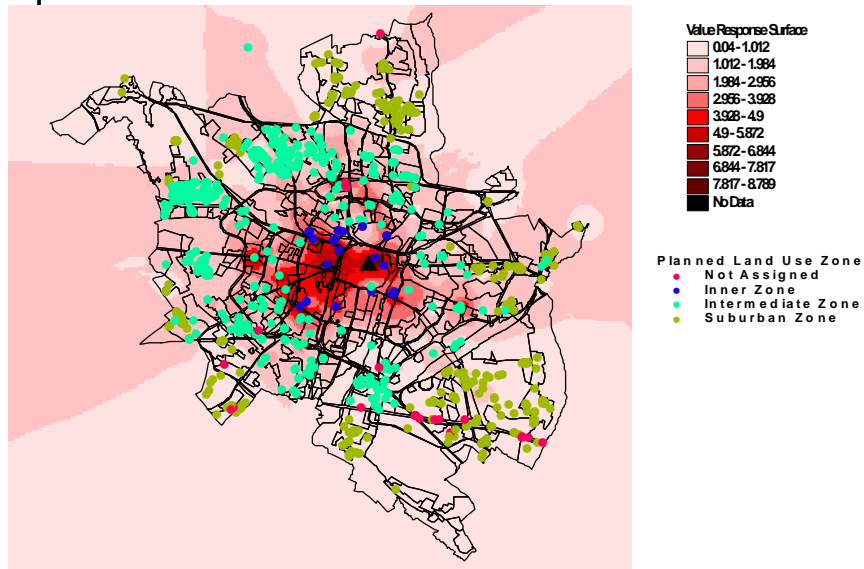 Value Response Surface
0.04 - 1.012
1.012 - 1.984
1.984 - 2.956
2.956 - 3.928
3.928 - 4.9
4.9 - 5.872
5.872 - 6.844
6.844 - 7.817
7.817 - 8.789
No Data
Planned Land Use Zone
Not Assigned
Inner Zone
Intermediate Zone
Suburban Zone